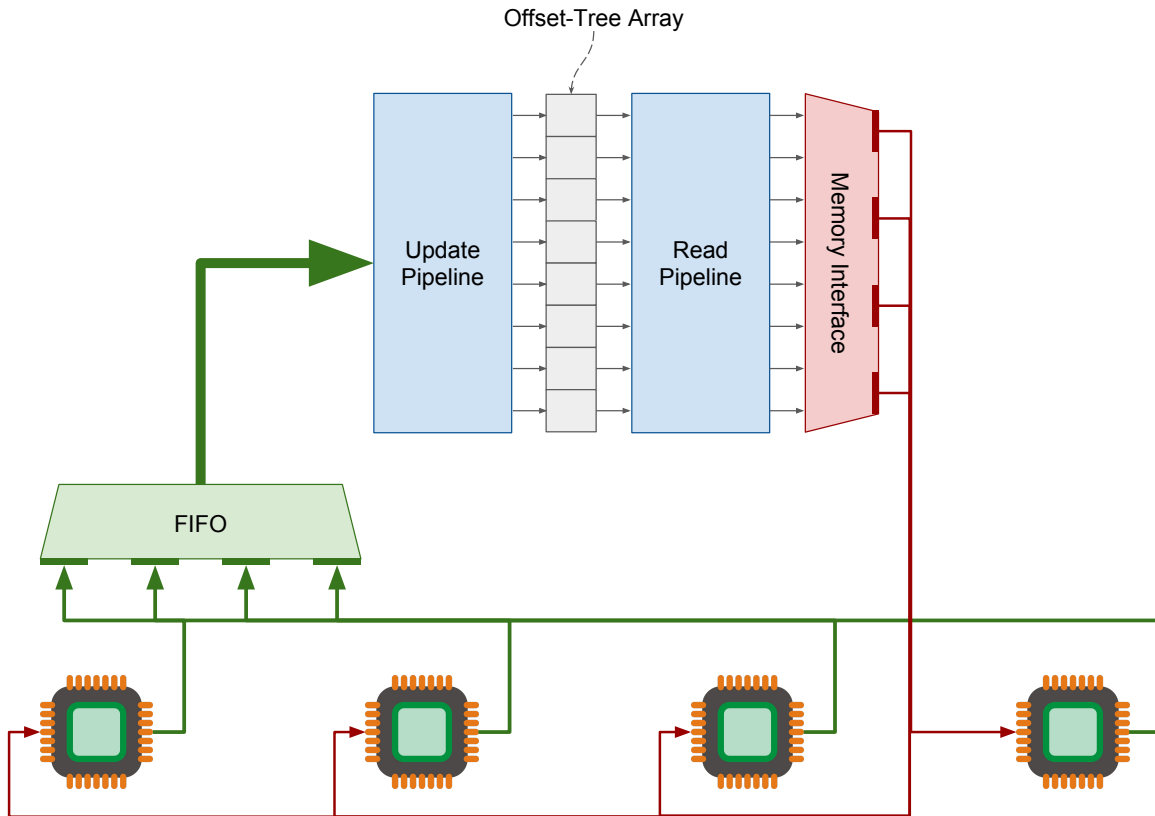 Offset-Tree Array
Update
Pipeline
Read
Pipeline
Memory Interface
FIFO